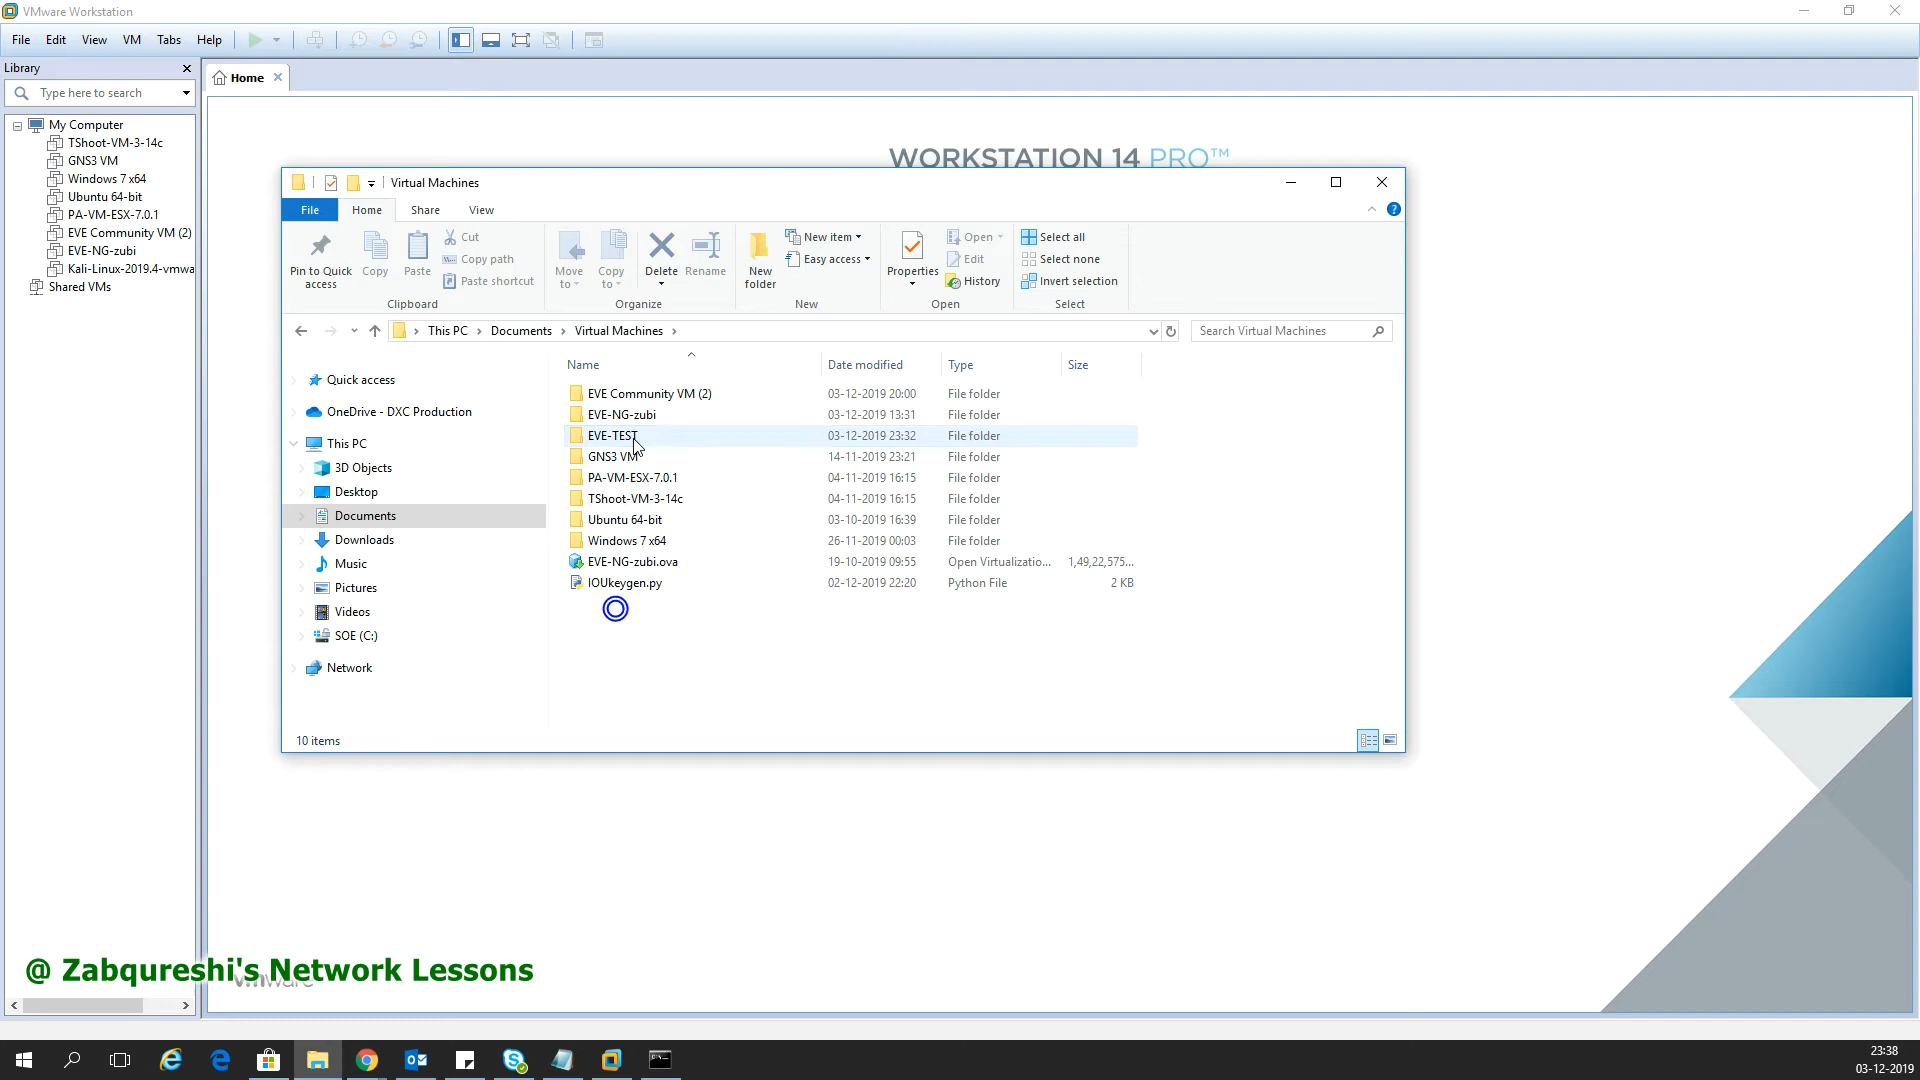 VMware Workstation
File Edit View VM Tabs Help
Library
Type here to search
My Computer
TShoot-VM-3-14c
GNS3 VM
Windows 7 x64
Ubuntu 64-bit
PA-VM-ESX-7.0.1
EVE Community VM (2)
EVE-NG-zubi
Kali-Linux-2019.4-vmwa
Shared VMs
Home
WORKSTATION 14 PRO™
Virtual Machines
File Home Share View
Pin to Quick access
Copy
Paste
Cut
Copy path
Paste shortcut
Clipboard
Move to
Copy to
Delete
Rename
Organize
New folder
New item
Easy access
New
Properties
Open
Edit
History
Open
Select all
Select none
Invert selection
Select
This PC > Documents > Virtual Machines >
Search Virtual Machines
Quick access
OneDrive - DXC Production
This PC
3D Objects
Desktop
Documents
Downloads
Music
Pictures
Videos
SOE (C:)
Network
Name Date modified Type Size
EVE Community VM (2) 03-12-2019 20:00 File folder
EVE-NG-zubi 03-12-2019 13:31 File folder
EVE-TEST 03-12-2019 23:32 File folder
GNS3 VM 14-11-2019 23:21 File folder
PA-VM-ESX-7.0.1 04-11-2019 16:15 File folder
TShoot-VM-3-14c 04-11-2019 16:15 File folder
Ubuntu 64-bit 03-10-2019 16:39 File folder
Windows 7 x64 26-11-2019 00:03 File folder
EVE-NG-zubi.ova 19-10-2019 09:55 Open Virtualizatio... 1,49,22,575...
IOUkeygen.py 02-12-2019 22:20 Python File 2 KB
10 items
@ Zabqureshi's Network Lessons
vmware
23:38
03-12-2019